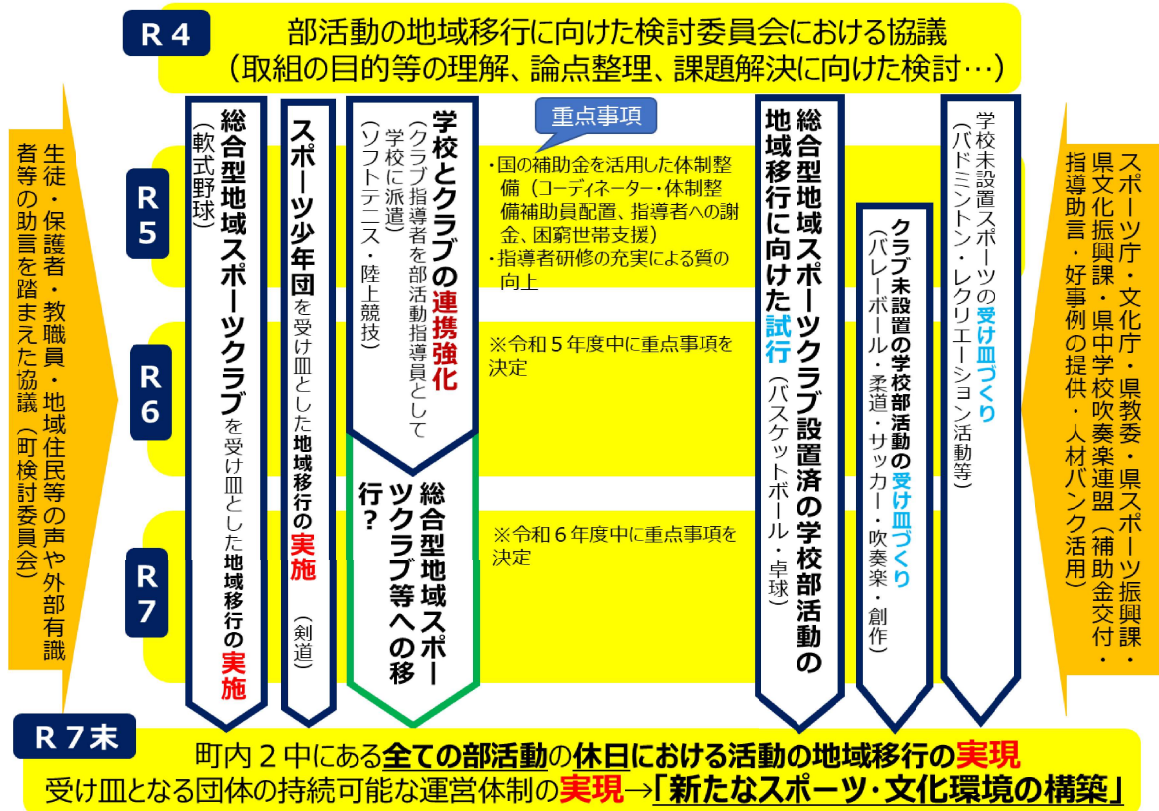 R 4
部活動の地域移行に向けた検討委員会における協議
（取組の目的等の理解、論点整理、課題解決に向けた検討…）
生徒・保護者・教職員・地域住民等の声や外部有識
者等の助言を踏まえた協議（町検討委員会）
R
5
R
6
R
7
総合型地域スポーツクラブを受け皿とした地域移行の実施
（軟式野球）
スポーツ少年団を受け皿とした地域移行の実施　（剣道）
学校とクラブの連携強化
（クラブ指導者を部活動指導員として
学校に派遣）
（ソフトテニス・陸上競技）
総合型地域スポー
ツクラブ等への移
行？
重点事項
・国の補助金を活用した体制整
備（コーディネーター・体制整
備補助員配置、指導者への謝
金、困窮世帯支援）
・指導者研修の充実による質の
向上
※令和５年度中に重点事項を
決定
※令和６年度中に重点事項を
決定
総合型地域スポーツクラブ設置済の学校部活動の
地域移行に向けた試行（バスケットボール・卓球）
クラブ未設置の学校部活動の受け皿づくり
（バレーボール・柔道・サッカー・吹奏楽・創作）
学校未設置スポーツの受け皿づくり
（バドミントン・レクリエーション活動等）
スポーツ庁・文化庁・県教委・県スポーツ振興課・
県文化振興課・県中学校吹奏楽連盟（補助金交付・
指導助言・好事例の提供・人材バンク活用）
R 7末
町内２中にある全ての部活動の休日における活動の地域移行の実現
受け皿となる団体の持続可能な運営体制の実現→「新たなスポーツ・文化環境の構築」